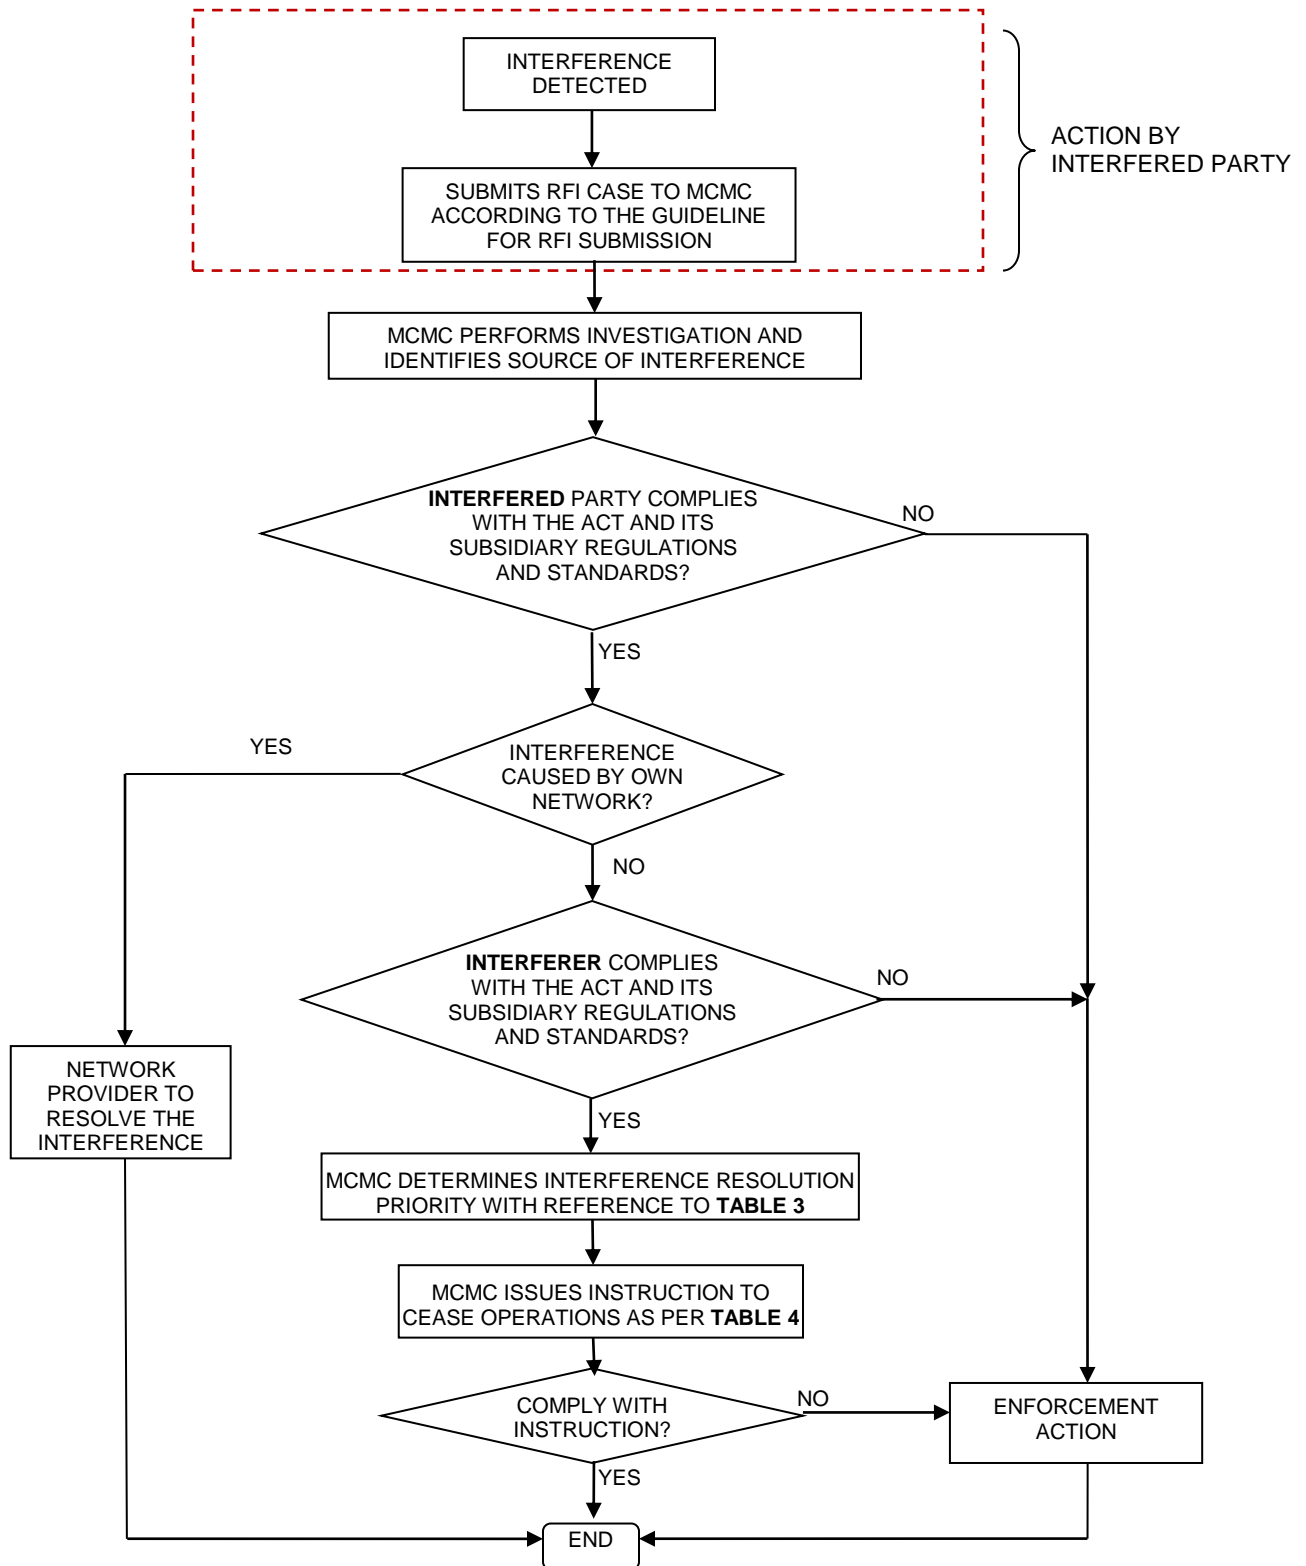 INTERFERENCE
DETECTED
ACTION BY
INTERFERED PARTY
SUBMITS RFI CASE TO MCMC
ACCORDING TO THE GUIDELINE
FOR RFI SUBMISSION
MCMC PERFORMS INVESTIGATION AND
IDENTIFIES SOURCE OF INTERFERENCE
INTERFERED PARTY COMPLIES
WITH THE ACT AND ITS
SUBSIDIARY REGULATIONS
AND STANDARDS?
NO
YES
INTERFERENCE
CAUSED BY OWN
NETWORK?
YES
NO
INTERFERER COMPLIES
WITH THE ACT AND ITS
SUBSIDIARY REGULATIONS
AND STANDARDS?
NO
NETWORK
PROVIDER TO
RESOLVE THE
INTERFERENCE
YES
MCMC DETERMINES INTERFERENCE RESOLUTION
PRIORITY WITH REFERENCE TO TABLE 3
MCMC ISSUES INSTRUCTION TO
CEASE OPERATIONS AS PER TABLE 4
COMPLY WITH
INSTRUCTION?
NO
ENFORCEMENT
ACTION
YES
END